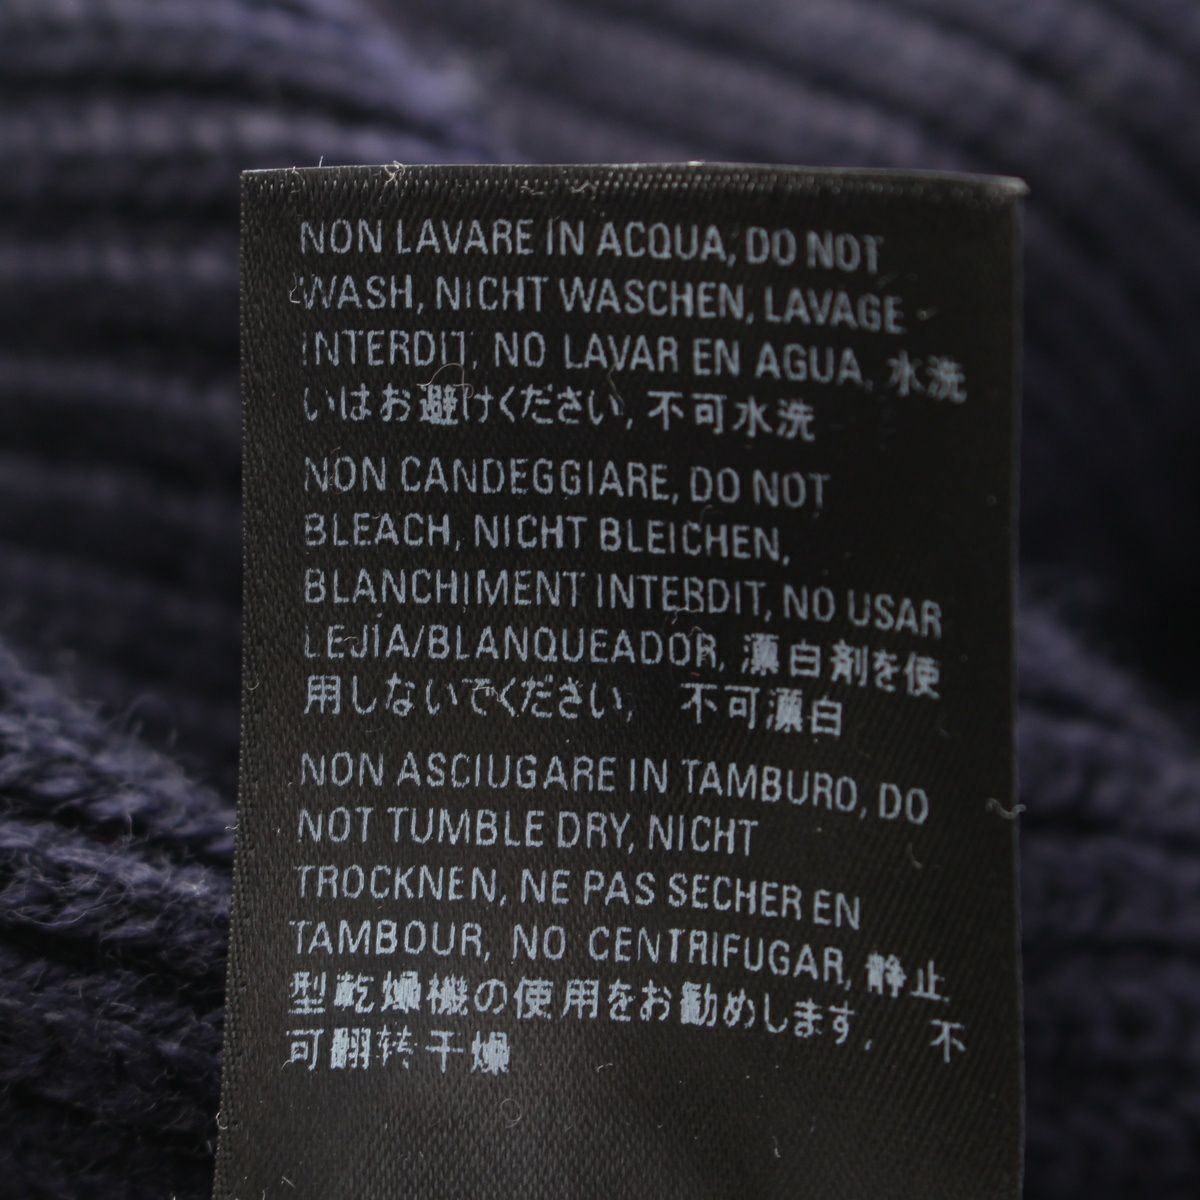 NON LAVARE IN ACQUA, DO NOT
WASH, NICHT WASCHEN, LAVAGE
INTERDIT, NO LAVAR EN AGUA, 水洗
いはお避けください, 不可水洗
NON CANDEGGIARE, DO NOT
BLEACH, NICHT BLEICHEN,
BLANCHIMENT INTERDIT, NO USAR
LEJIA/BLANQUEADOR, 漂白剤を使
用しないでください, 不可漂白
NON ASCIUGARE IN TAMBURO, DO
NOT TUMBLE DRY, NICHT
TROCKNEN, NE PAS SECHER EN
TAMBOUR, NO CENTRIFUGAR, 静止
型乾燥機の使用をお勧めします, 不
可翻转干燥